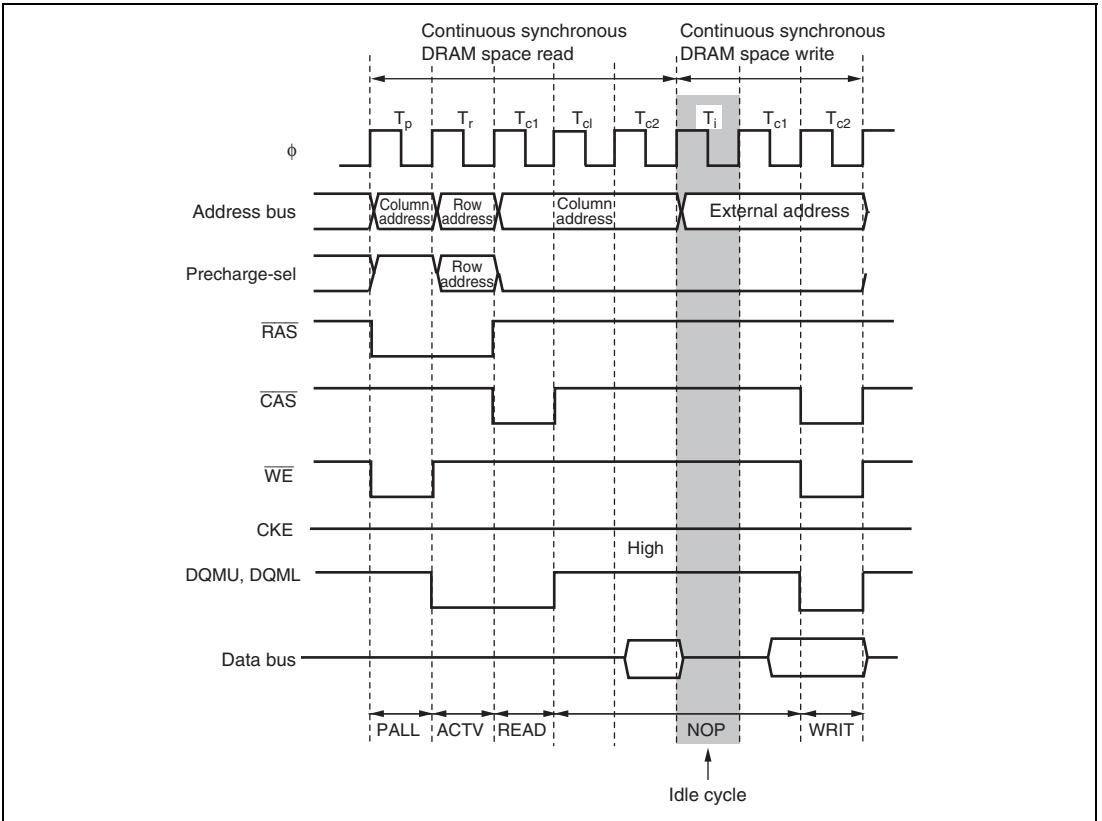 Continuous synchronous DRAM space read
Continuous synchronous DRAM space write
Tp Tr Tc1 Tcl Tc2 Ti Tc1 Tc2
ϕ
Address bus
Column address
Row address
Column address
External address
Precharge-sel
Row address
RAS
CAS
WE
CKE
High
DQMU, DQML
Data bus
PALL ACTV READ NOP WRIT
Idle cycle